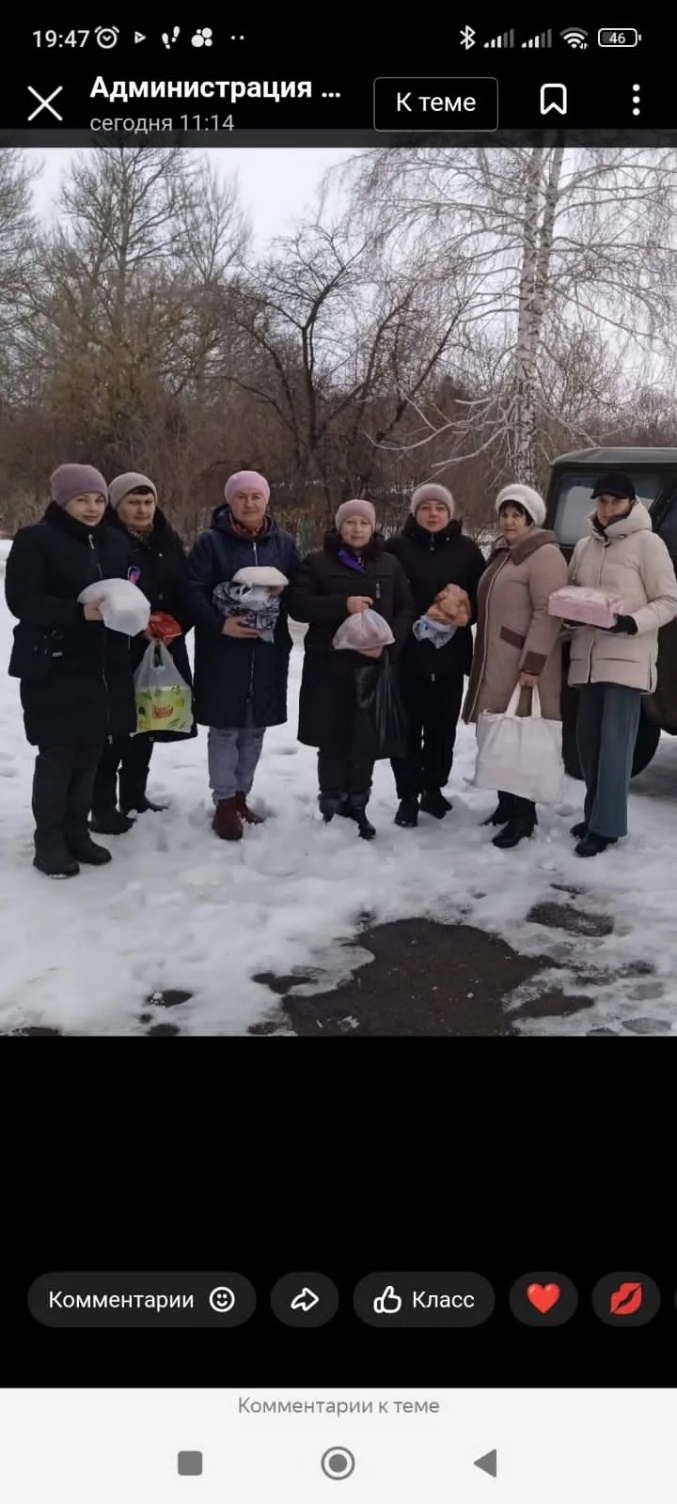 19:47
46
Администрация ...
К теме
сегодня 11:14
Комментарии
Класс
Комментарии к теме